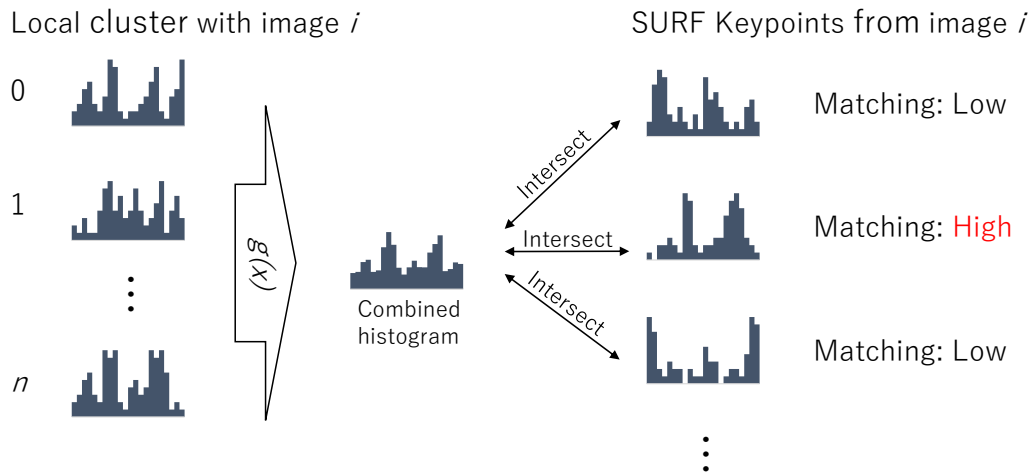 Local cluster with image i
0
1
⋮
n
g(x)
Combined
histogram
Intersect
Intersect
Intersect
SURF Keypoints from image i
Matching: Low
Matching: High
Matching: Low
⋮